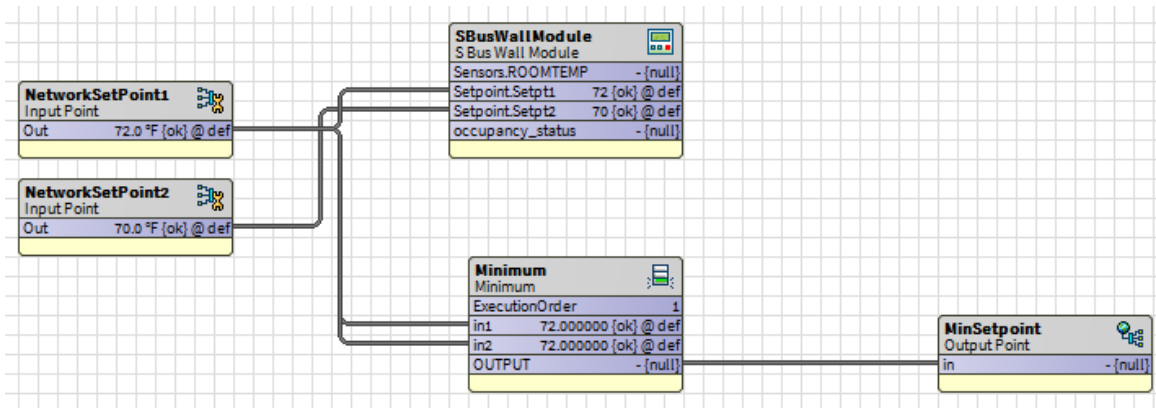 SBusWallModule
S Bus Wall Module
Sensors.ROOMTEMP - {null}
Setpoint.Setpt1 72 {ok} @ def
Setpoint.Setpt2 70 {ok} @ def
occupancy_status - {null}
NetworkSetPoint1
Input Point
Out 72.0 °F {ok} @ def
NetworkSetPoint2
Input Point
Out 70.0 °F {ok} @ def
Minimum
Minimum
ExecutionOrder 1
in1 72.000000 {ok} @ def
in2 72.000000 {ok} @ def
OUTPUT - {null}
MinSetpoint
Output Point
in - {null}